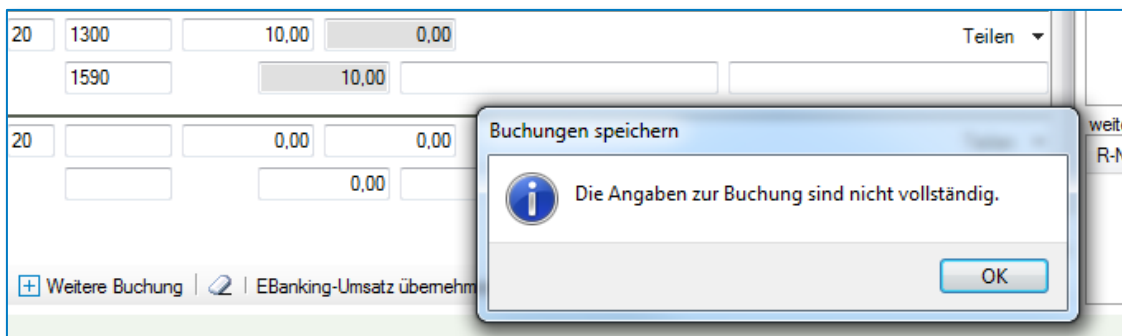 20 1300 10,00 0,00 Teilen
1590 10,00
20 0,00 0,00
0,00
Buchungen speichern
Die Angaben zur Buchung sind nicht vollständig.
OK
weite
R-N
Weitere Buchung EBanking-Umsatz übernehm